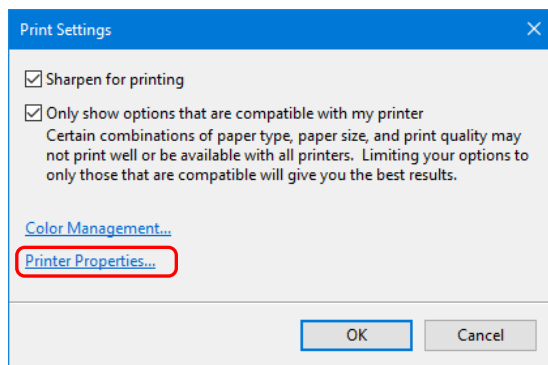 Print Settings
Sharpen for printing
Only show options that are compatible with my printer
Certain combinations of paper type, paper size, and print quality may
not print well or be available with all printers.  Limiting your options to
only those that are compatible will give you the best results.
Color Management...
Printer Properties...
OK Cancel